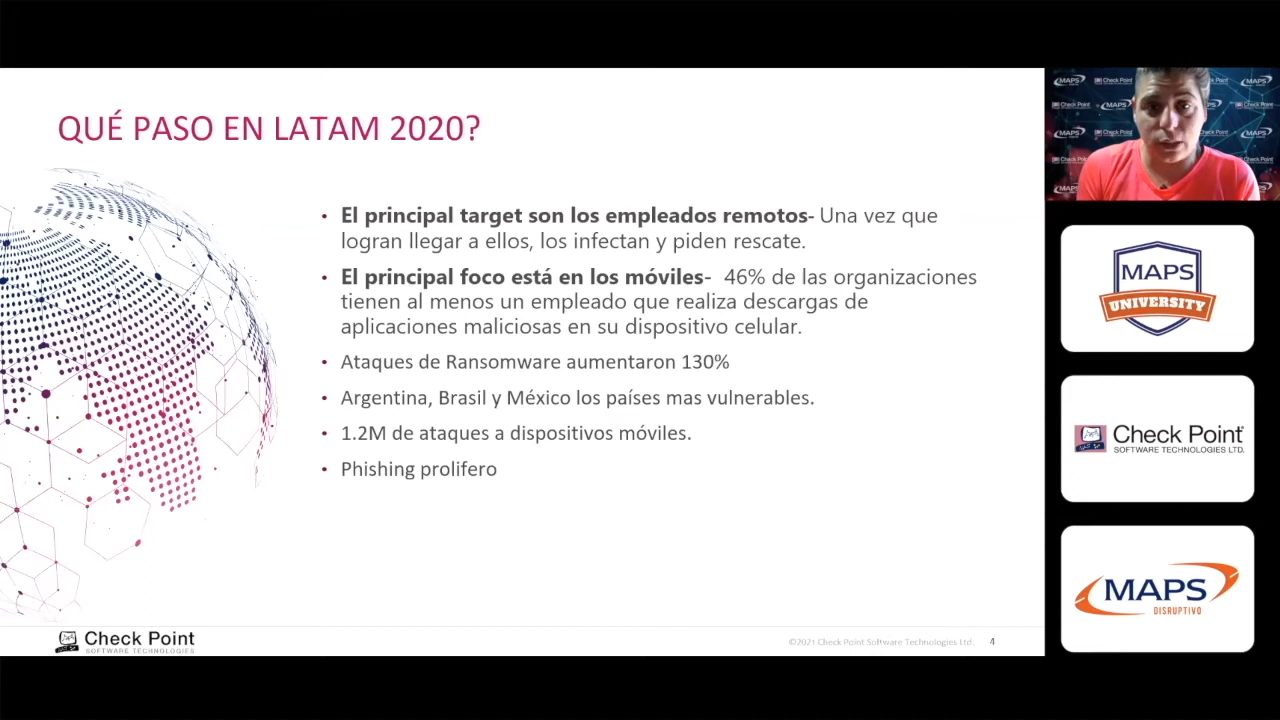 QUÉ PASO EN LATAM 2020?
• El principal target son los empleados remotos- Una vez que
logran llegar a ellos, los infectan y piden rescate.
• El principal foco está en los móviles- 46% de las organizaciones
tienen al menos un empleado que realiza descargas de
aplicaciones maliciosas en su dispositivo celular.
• Ataques de Ransomware aumentaron 130%
• Argentina, Brasil y México los países mas vulnerables.
• 1.2M de ataques a dispositivos móviles.
• Phishing prolifero
Check Point
SOFTWARE TECHNOLOGIES
©2021 Check Point Software Technologies Ltd.
4
MAPS
Check Point
MAPS
MAPS
UNIVERSITY
Check Point
SOFTWARE TECHNOLOGIES LTD.
MAPS
DISRUPTIVO